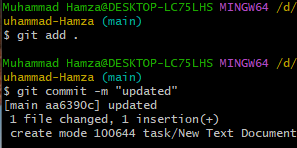 Muhammad Hamza@DESKTOP-LC75LHS MINGW64 /d/
uhammad-Hamza (main)
$ git add .
Muhammad Hamza@DESKTOP-LC75LHS MINGW64 /d/
uhammad-Hamza (main)
$ git commit -m "updated"
[main aa6390c] updated
1 file changed, 1 insertion(+)
create mode 100644 task/New Text Document